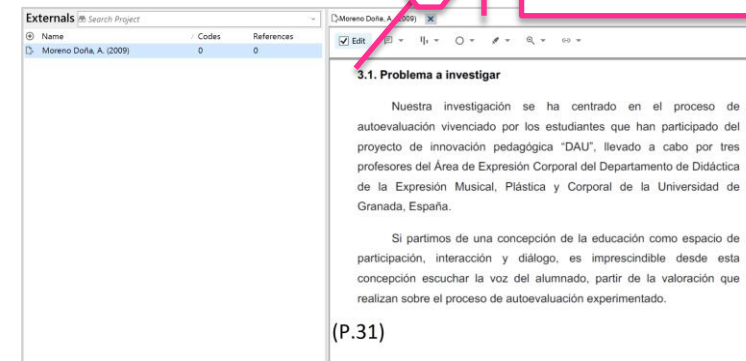 Externals Search Project
Name Codes References
Moreno Doña, A. (2009) 0 0
Moreno Doña, A. (2009)
Edit
3.1. Problema a investigar
Nuestra investigación se ha centrado en el proceso de
autoevaluación vivenciado por los estudiantes que han participado del
proyecto de innovación pedagógica “DAU”, llevado a cabo por tres
profesores del Área de Expresión Corporal del Departamento de Didáctica
de la Expresión Musical, Plástica y Corporal de la Universidad de
Granada, España.
Si partimos de una concepción de la educación como espacio de
participación, interacción y diálogo, es imprescindible desde esta
concepción escuchar la voz del alumnado, partir de la valoración que
realizan sobre el proceso de autoevaluación experimentado.
(P.31)